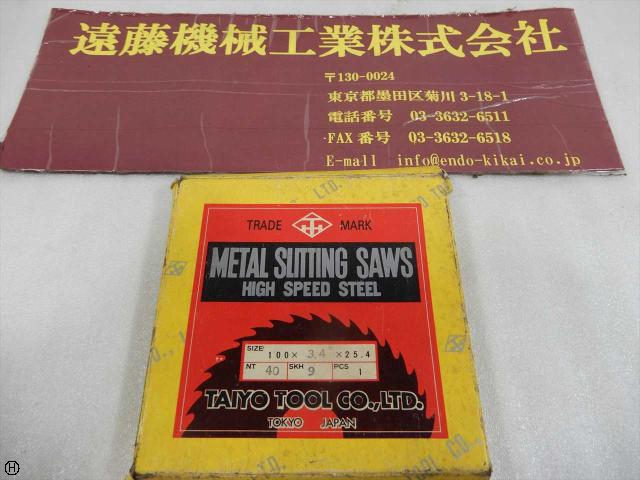 遠藤機械工業株式会社
〒130-0024
東京都墨田区菊川3-18-1
電話番号 03-3632-6511
FAX番号 03-3632-6518
E-mail info@endo-kikai.co.jp
TRADE MARK
METAL SLITTING SAWS
HIGH SPEED STEEL
SIZE 100 × 3.4 × 25.4
NT 40 SKH 9 PCS 1
TAIYO TOOL CO.,LTD.
TOKYO JAPAN
H